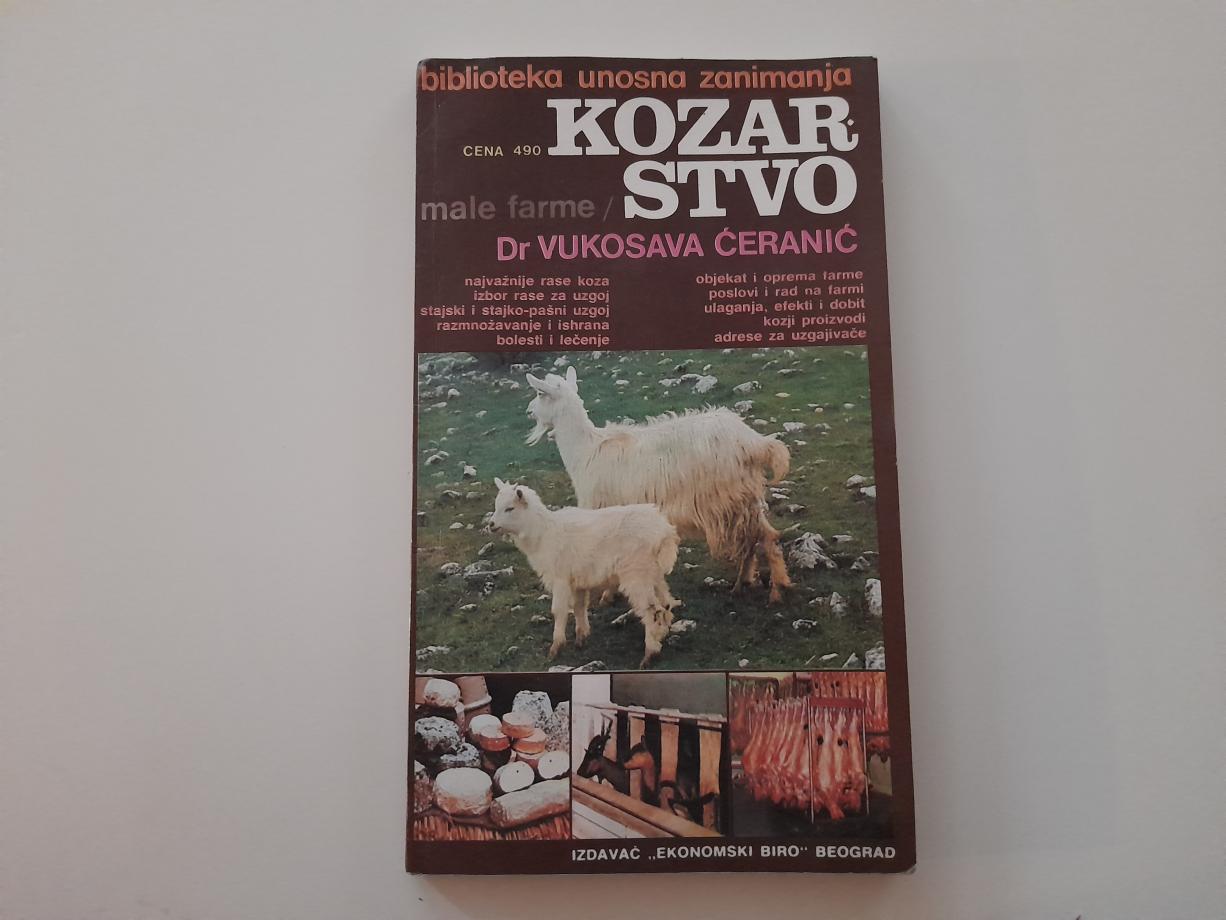 biblioteka unosna zanimanja
KOZAR-
CENA 490
STVO
male farme /
Dr VUKOSAVA ĆERANIĆ
najvažnije rase koza
izbor rase za uzgoj
stajski i stajko-pašni uzgoj
razmnožavanje i ishrana
bolesti i lečenje
objekat i oprema farme
poslovi i rad na farmi
ulaganja, efekti i dobit
kozji proizvodi
adrese za uzgajivače
IZDAVAČ „EKONOMSKI BIRO" BEOGRAD